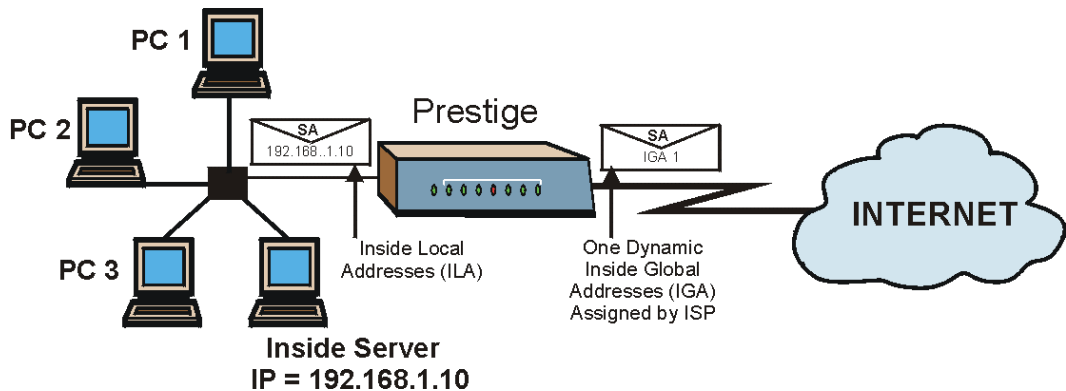 PC 1
PC 2
Prestige
SA
192.168..1.10
SA
IGA 1
INTERNET
PC 3
Inside Local
Addresses (ILA)
One Dynamic
Inside Global
Addresses (IGA)
Assigned by ISP
Inside Server
IP = 192.168.1.10